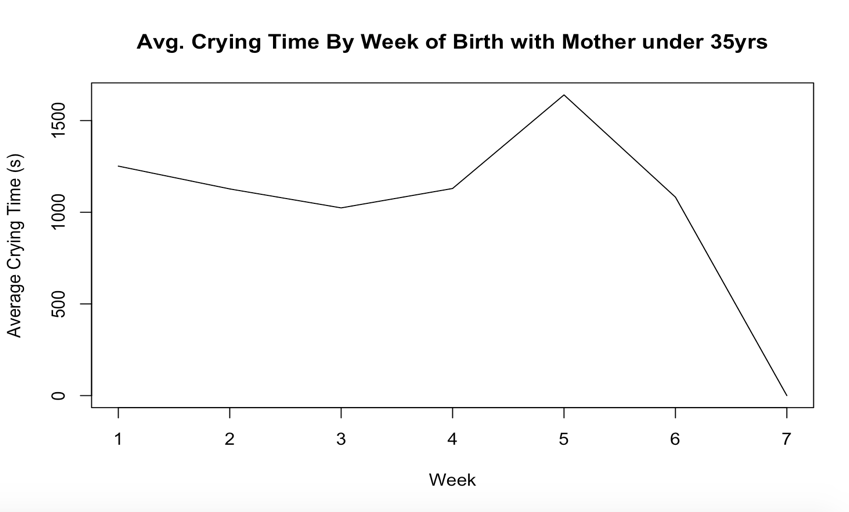 Avg. Crying Time By Week of Birth with Mother under 35yrs
Average Crying Time (s)
1500
1000
500
0
1 2 3 4 5 6 7
Week